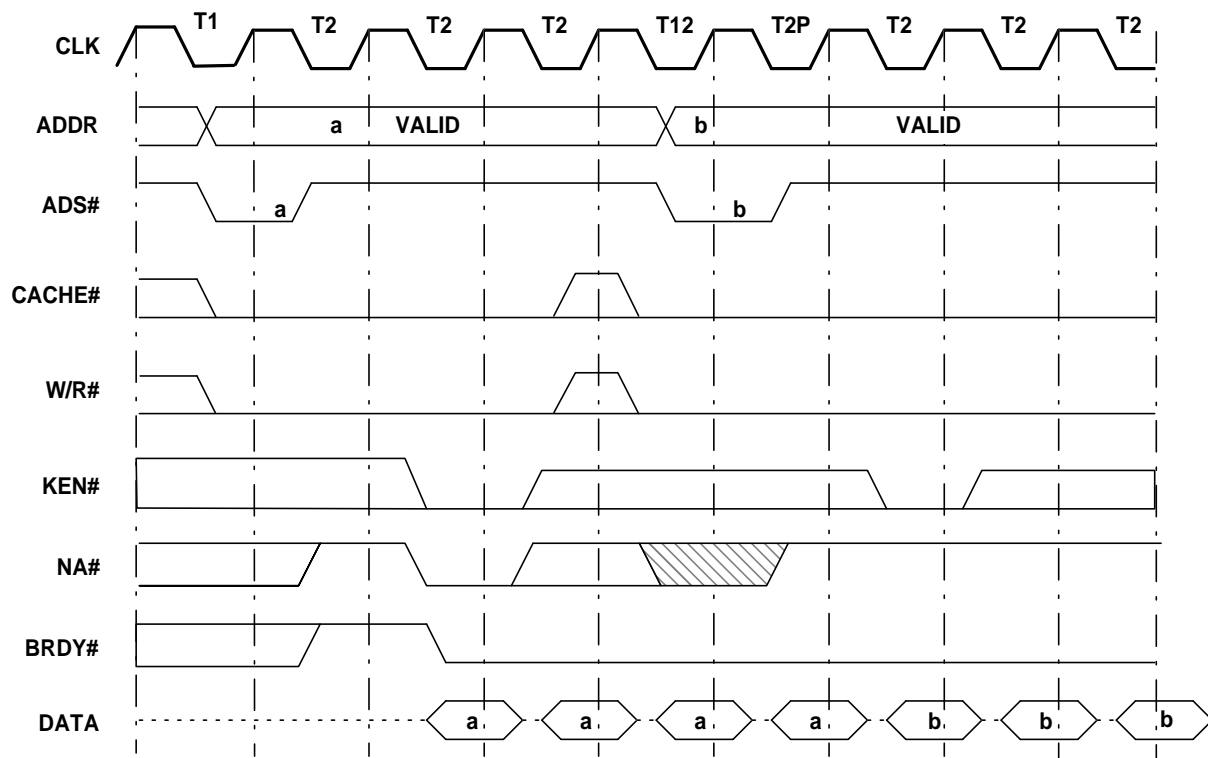 T1 T2 T2 T2 T12 T2P T2 T2 T2
CLK
ADDR a VALID b VALID
ADS# a b
CACHE#
W/R#
KEN#
NA#
BRDY#
DATA a a a a b b b